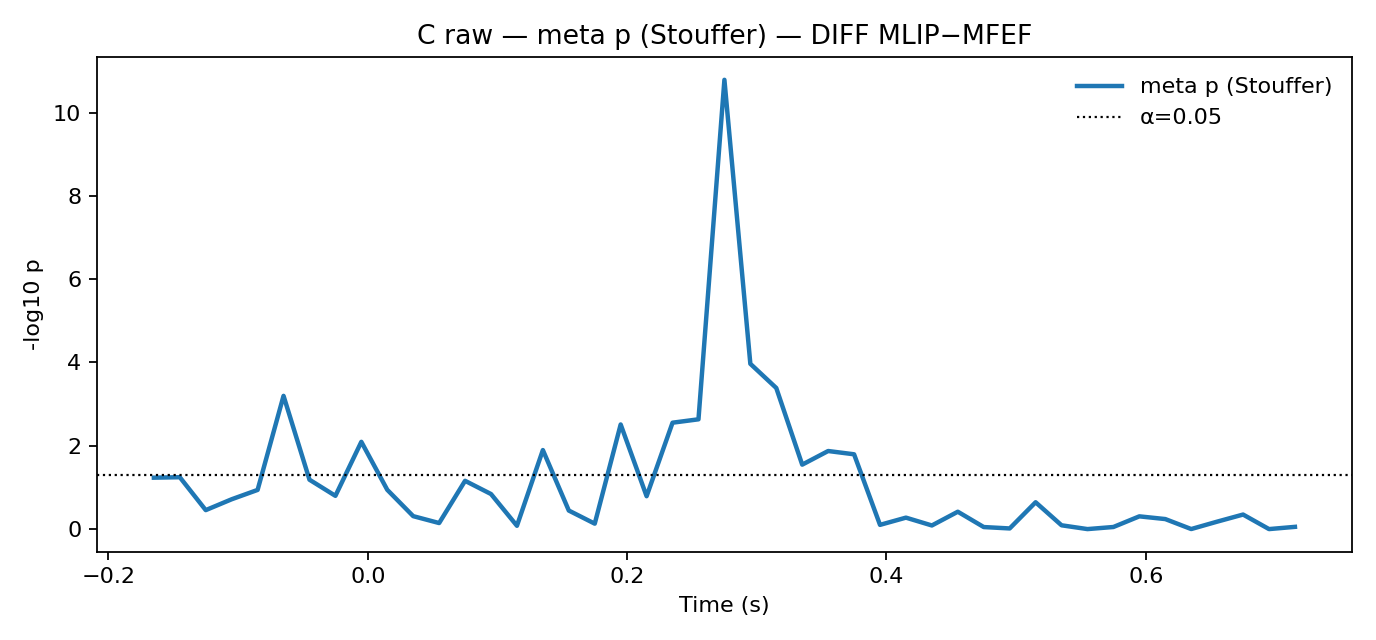 C raw — meta p (Stouffer) — DIFF MLIP−MFEF
meta p (Stouffer)
α=0.05
10
8
6
4
2
0
-log10 p
−0.2
0.0
0.2
0.4
0.6
Time (s)